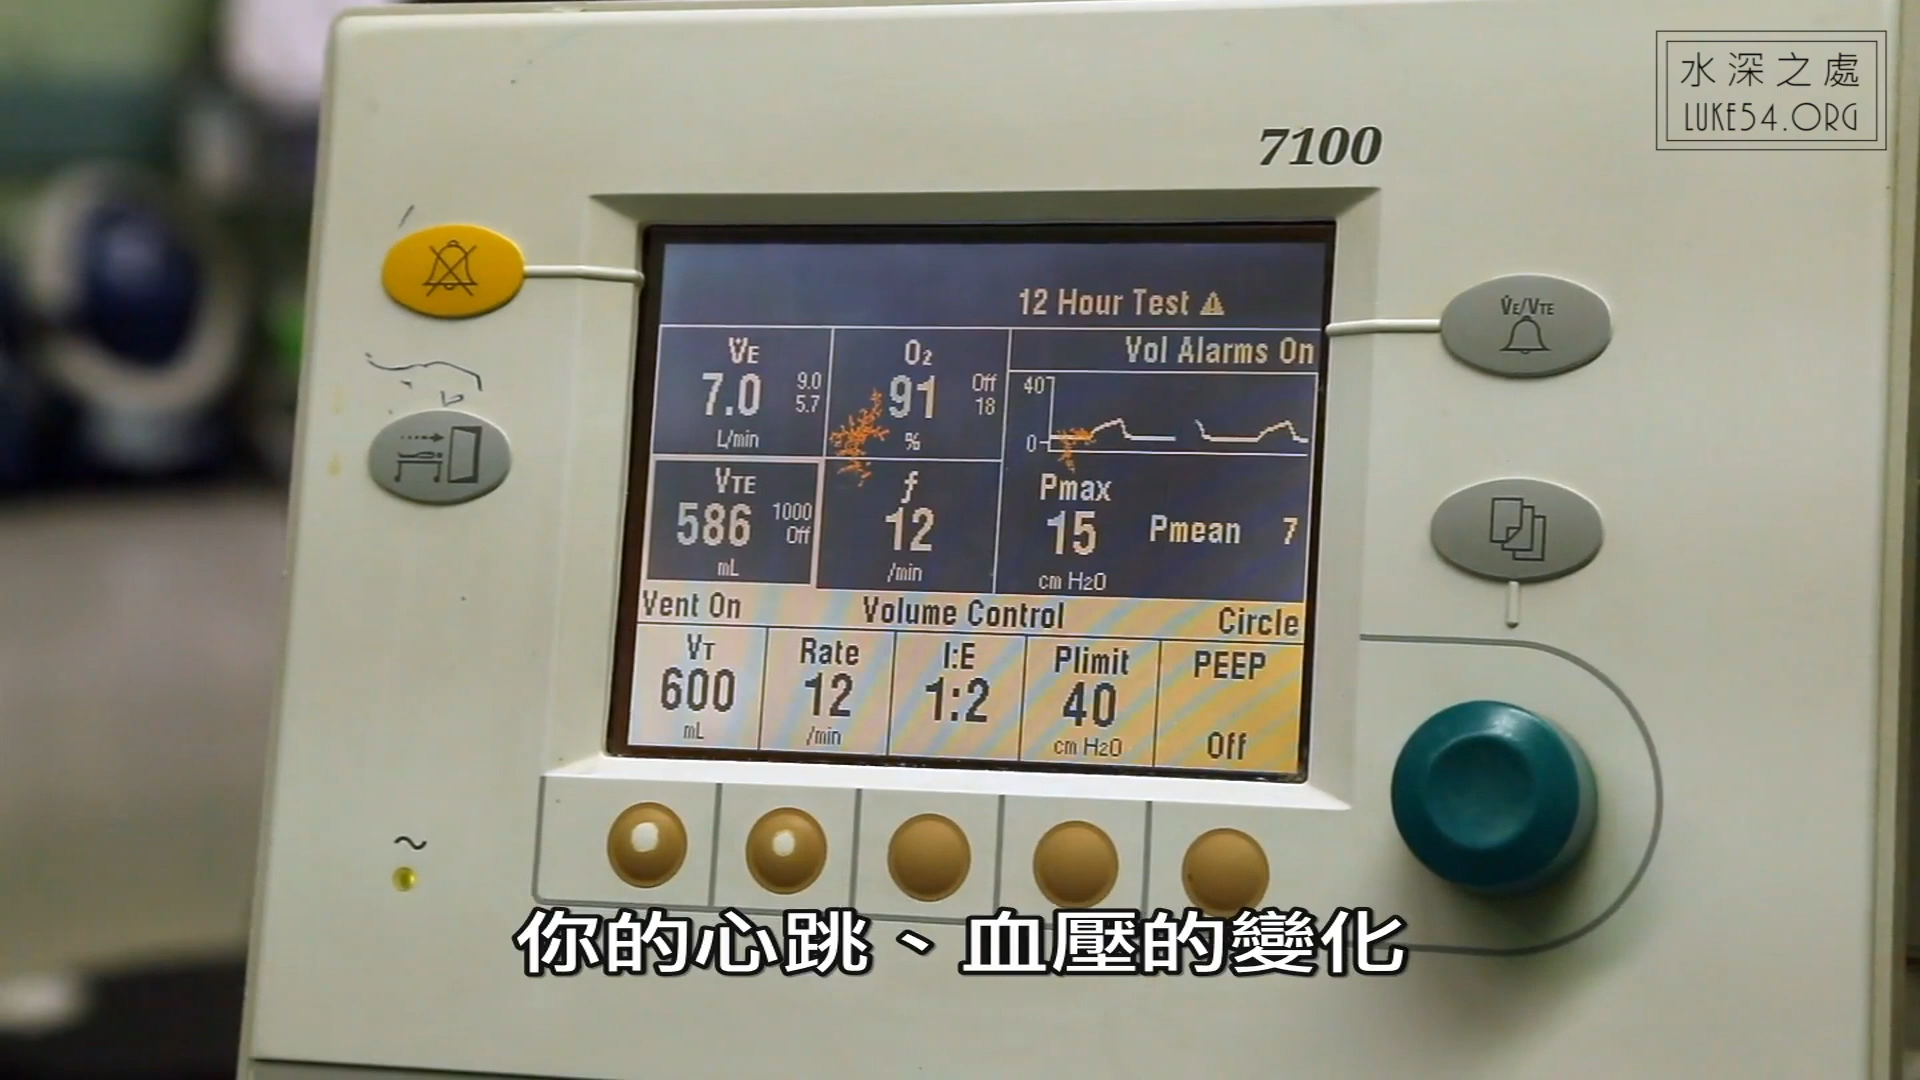 水深之處
LUKE54.ORG
7100
12 Hour Test
V̇E
7.0
9.0
5.7
L/min
O2
91
Off
18
%
Vol Alarms On
40
0
VTE
586
1000
Off
mL
f
12
/min
Pmax
15
cm H2O
Pmean 7
Vent On Volume Control Circle
VT
600
mL
Rate
12
/min
I:E
1:2
Plimit
40
cm H2O
PEEP
Off
V̇E/VTE
你的心跳、血壓的變化